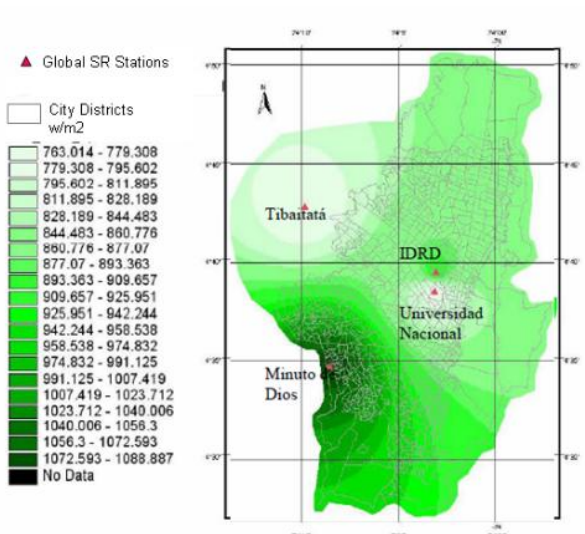 Global SR Stations
City Districts
w/m2
763.014 - 779.308
779.308 - 795.602
795.602 - 811.895
811.895 - 828.189
828.189 - 844.483
844.483 - 860.776
860.776 - 877.07
877.07 - 893.363
893.363 - 909.657
909.657 - 925.951
925.951 - 942.244
942.244 - 958.538
958.538 - 974.832
974.832 - 991.125
991.125 - 1007.419
1007.419 - 1023.712
1023.712 - 1040.006
1040.006 - 1056.3
1056.3 - 1072.593
1072.593 - 1088.887
No Data
N
Tibaitatá
IDRD
Universidad
Nacional
Minuto
Dios